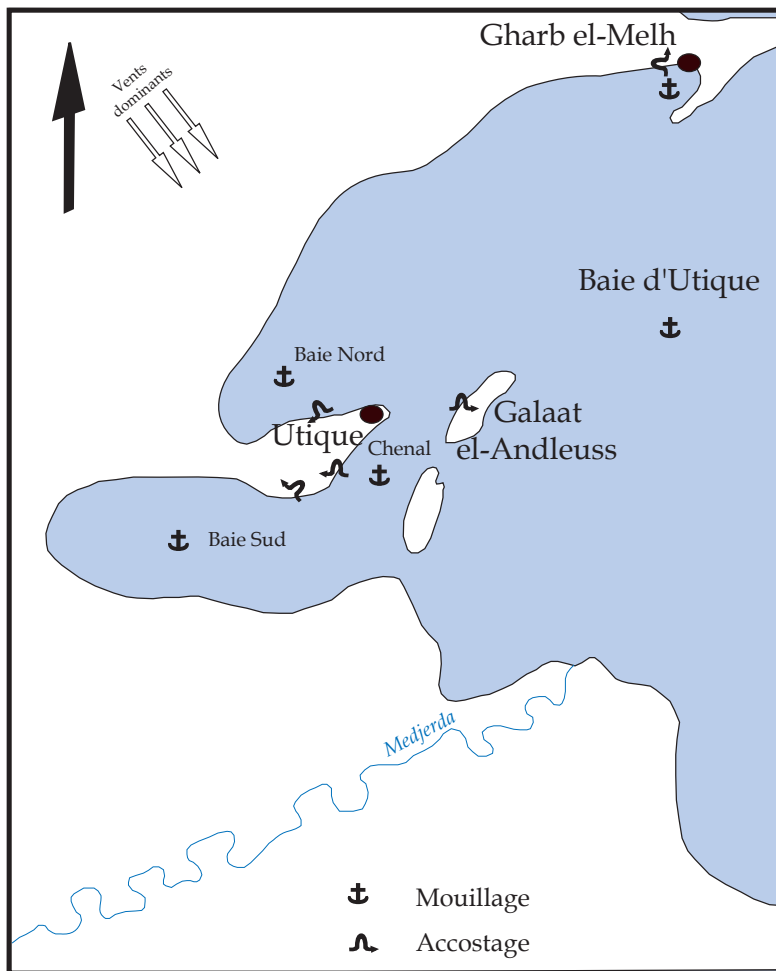 Gharb el-Melh
Vents
dominants
Baie d'Utique
Baie Nord
Galaat
el-Andleuss
Utique
Chenal
Baie Sud
Medjerda
Mouillage
Accostage